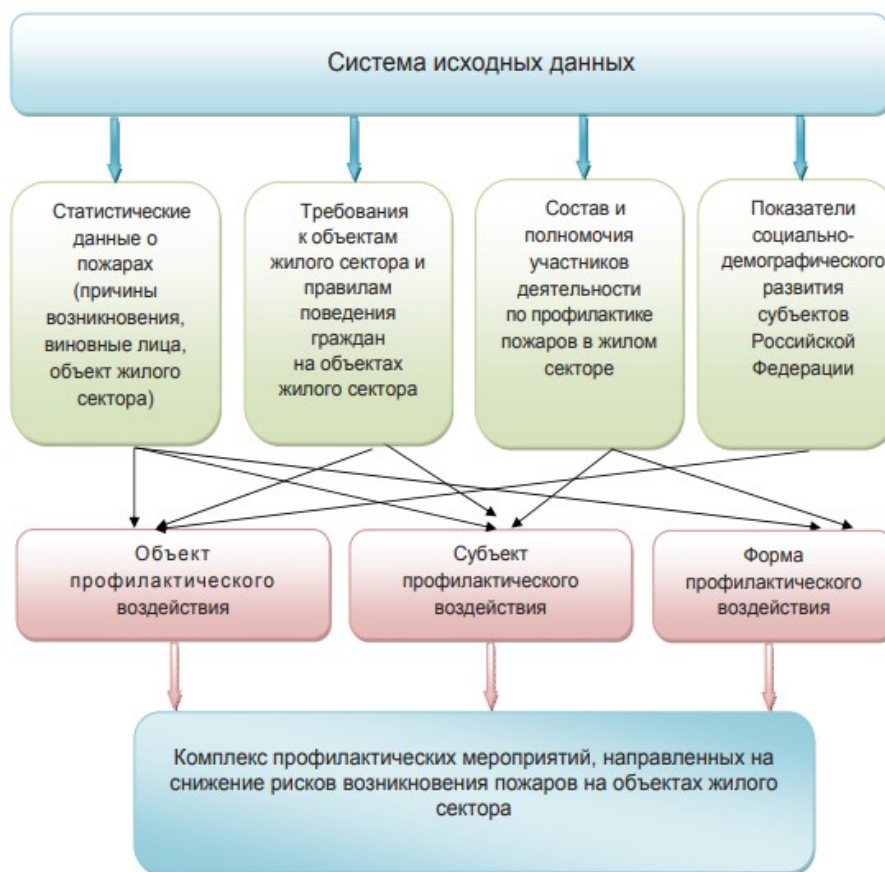 Система исходных данных
Статистические
данные о
пожарах
(причины
возникновения,
виновные лица,
объект жилого
сектора)
Требования
к объектам
жилого сектора и
правилам
поведения
граждан
на объектах
жилого сектора
Состав и
полномочия
участников
деятельности
по профилактике
пожаров в жилом
секторе
Показатели
социально-
демографического
развития
субъектов
Российской
Федерации
Объект
профилактического
воздействия
Субъект
профилактического
воздействия
Форма
профилактического
воздействия
Комплекс профилактических мероприятий, направленных на
снижение рисков возникновения пожаров на объектах жилого
сектора